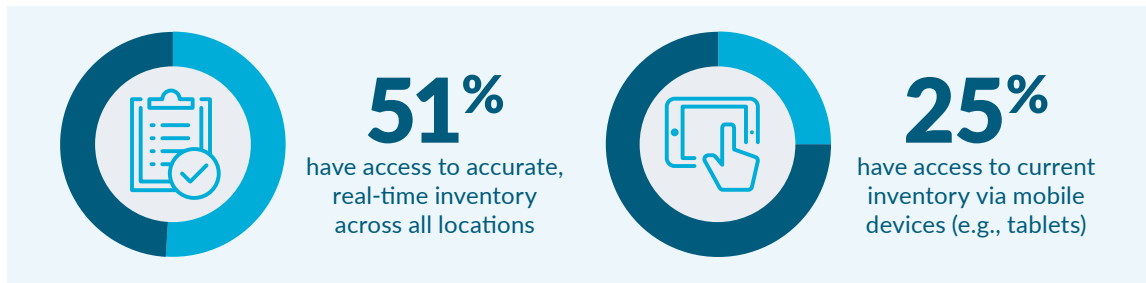 51%
have access to accurate,
real-time inventory
across all locations
25%
have access to current
inventory via mobile
devices (e.g., tablets)